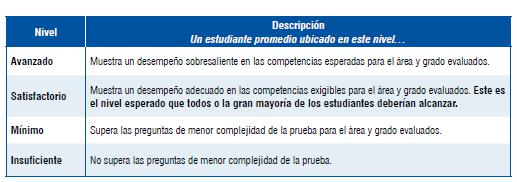 Nivel
Descripción
Un estudiante promedio ubicado en este nivel…
Avanzado
Muestra un desempeño sobresaliente en las competencias esperadas para el área y grado evaluados.
Satisfactorio
Muestra un desempeño adecuado en las competencias exigibles para el área y grado evaluados. Este es
el nivel esperado que todos o la gran mayoría de los estudiantes deberían alcanzar.
Mínimo
Supera las preguntas de menor complejidad de la prueba para el área y grado evaluados.
Insuficiente
No supera las preguntas de menor complejidad de la prueba.